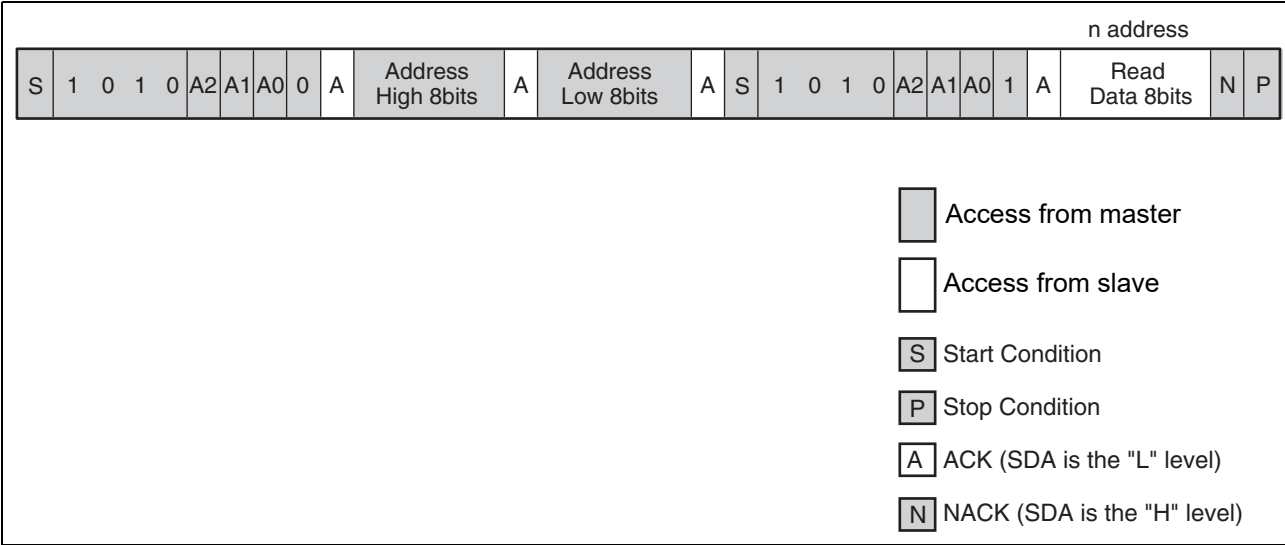 n address
S 1 0 1 0 A2 A1 A0 0 A Address High 8bits A Address Low 8bits A S 1 0 1 0 A2 A1 A0 1 A Read Data 8bits N P
Access from master
Access from slave
S Start Condition
P Stop Condition
A ACK (SDA is the "L" level)
N NACK (SDA is the "H" level)